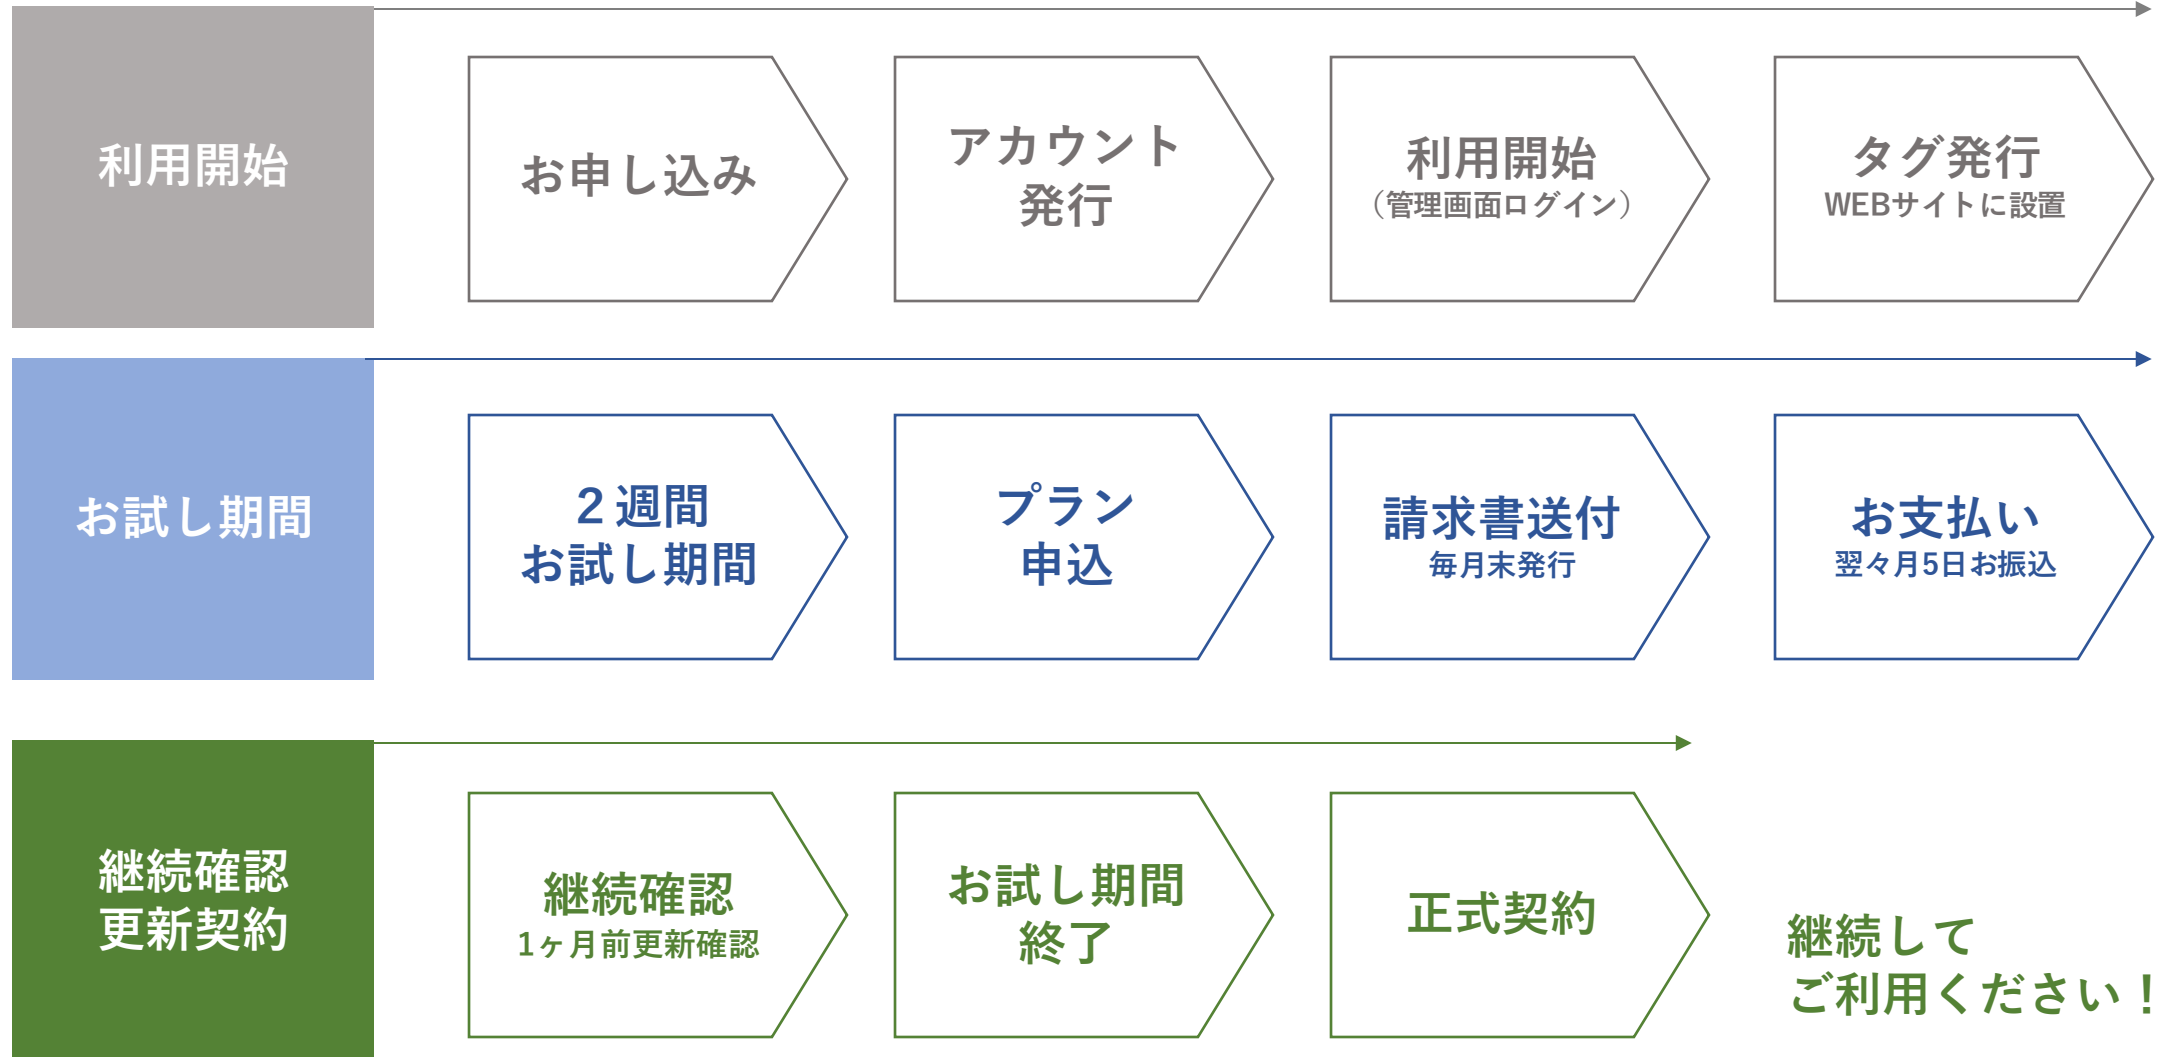 利用開始
お申し込み
アカウント
発行
利用開始
（管理画面ログイン）
タグ発行
WEBサイトに設置
お試し期間
２週間
お試し期間
プラン
申込
請求書送付
毎月末発行
お支払い
翌々月5日お振込
継続確認
更新契約
継続確認
1ヶ月前更新確認
お試し期間
終了
正式契約
継続して
ご利用ください！